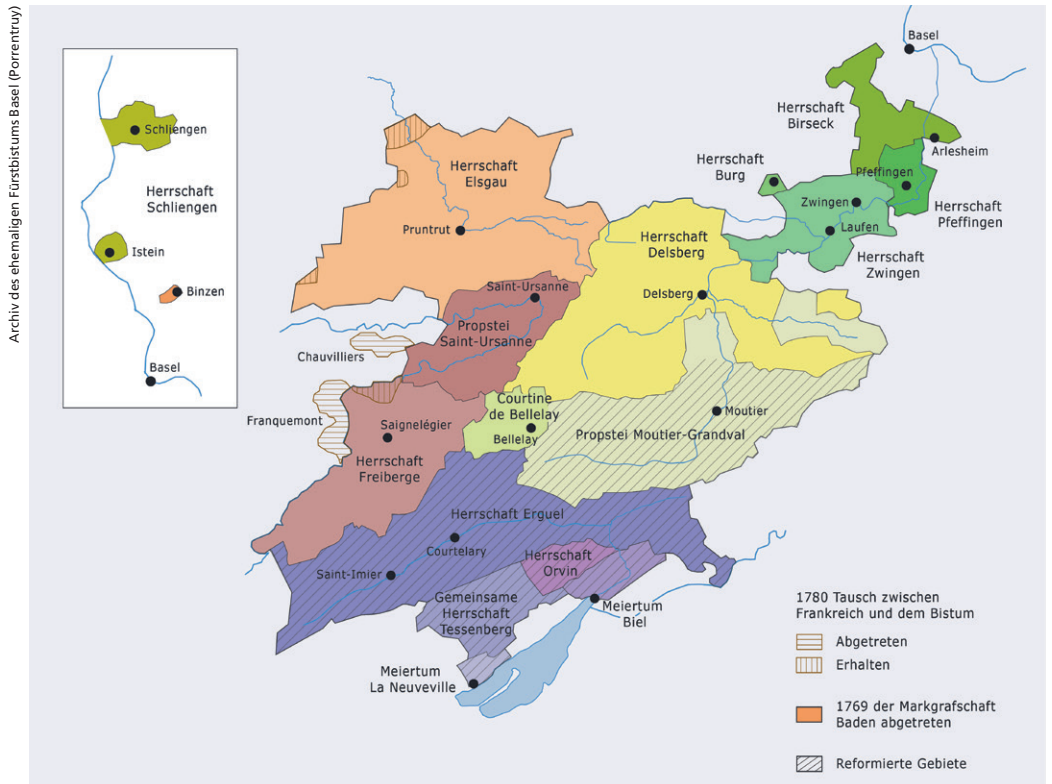 Archiv des ehemaligen Fürstbistums Basel (Porrentruy)
Schliengen
Herrschaft
Schliengen
Istein
Binzen
Basel
Basel
Herrschaft
Birseck
Arlesheim
Herrschaft
Burg
Pfeffingen
Herrschaft
Pfeffingen
Zwingen
Laufen
Herrschaft
Zwingen
Herrschaft
Elsgau
Pruntrut
Herrschaft
Delsberg
Delsberg
Saint-Ursanne
Propstei
Saint-Ursanne
Chauvilliers
Franquemont
Courtine
de Bellelay
Bellelay
Moutier
Propstei Moutier-Grandval
Saignelégier
Herrschaft
Freiberge
Herrschaft Erguel
Courtelary
Saint-Imier
Herrschaft
Orvin
Gemeinsame
Herrschaft
Tessenberg
Meiertum
Biel
Meiertum
La Neuveville
1780 Tausch zwischen
Frankreich und dem Bistum
Abgetreten
Erhalten
1769 der Markgrafschaft
Baden abgetreten
Reformierte Gebiete